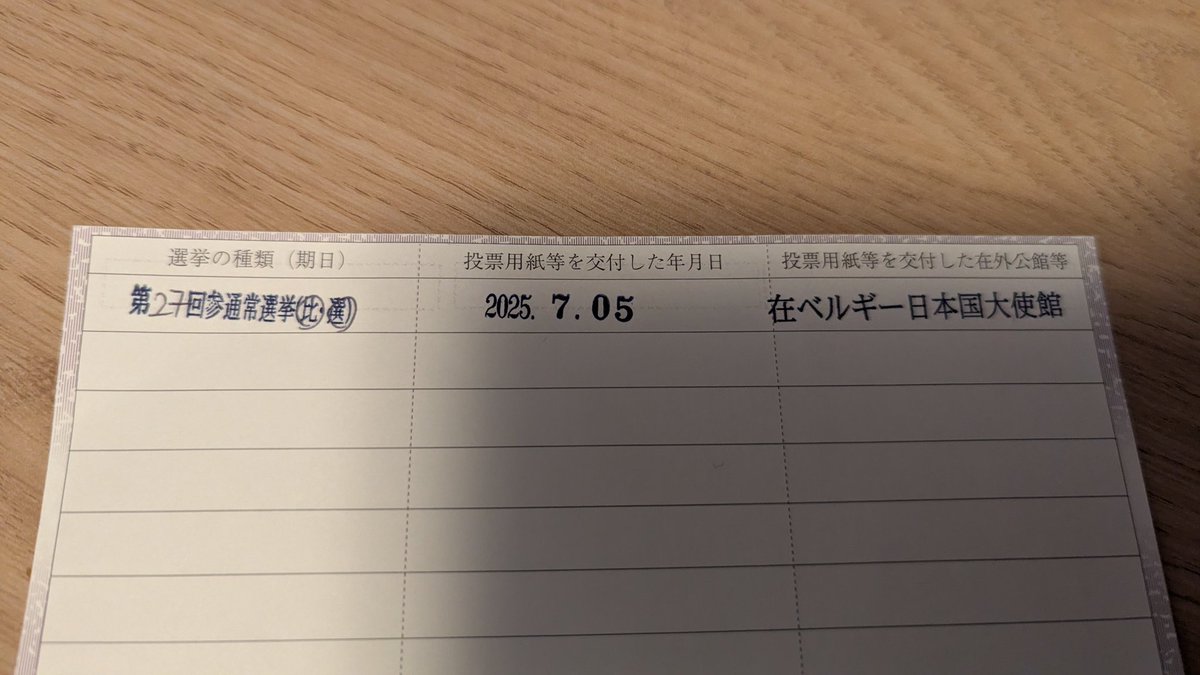 選挙の種類（期日） 投票用紙等を交付した年月日 投票用紙等を交付した在外公館等
第27回参通常選挙(比・選) 2025. 7. 05 在ベルギー日本国大使館